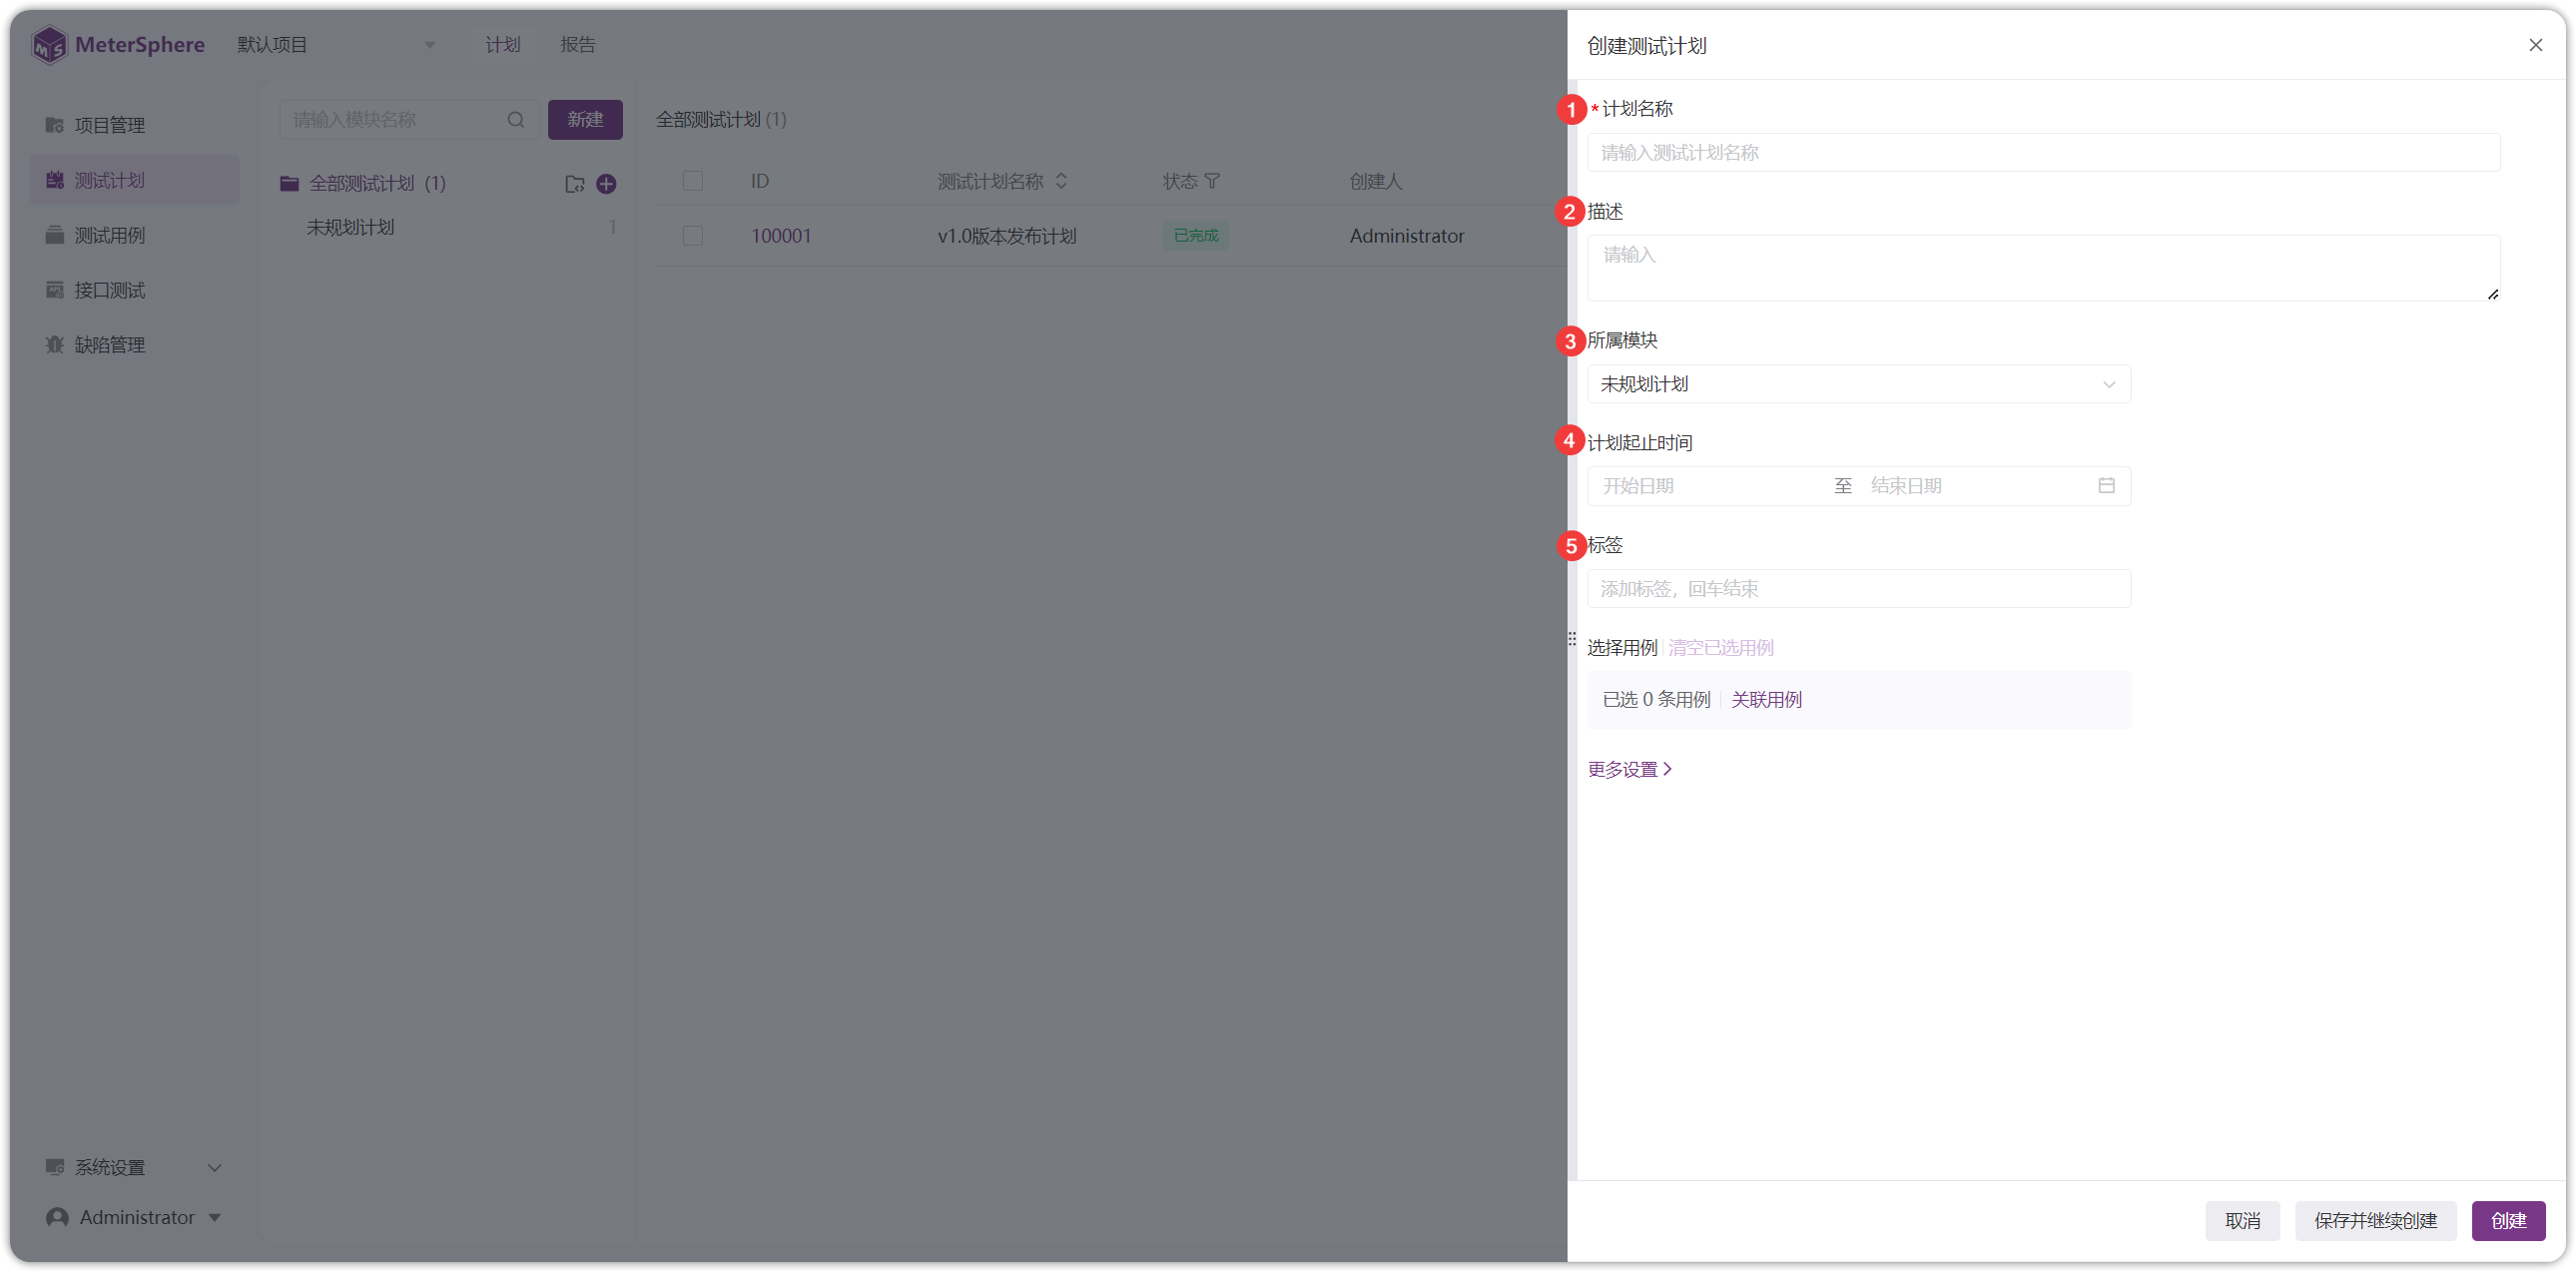 MeterSphere
默认项目
计划
报告
项目管理
测试计划
测试用例
接口测试
缺陷管理
系统设置
Administrator
请输入模块名称
新建
全部测试计划 (1)
未规划计划
1
全部测试计划 (1)
ID
测试计划名称
状态
创建人
100001
v1.0版本发布计划
已完成
Administrator
创建测试计划
1 * 计划名称
请输入测试计划名称
2 描述
请输入
3 所属模块
未规划计划
4 计划起止时间
开始日期 至 结束日期
5 标签
添加标签，回车结束
选择用例 清空已选用例
已选 0 条用例 关联用例
更多设置
取消
保存并继续创建
创建